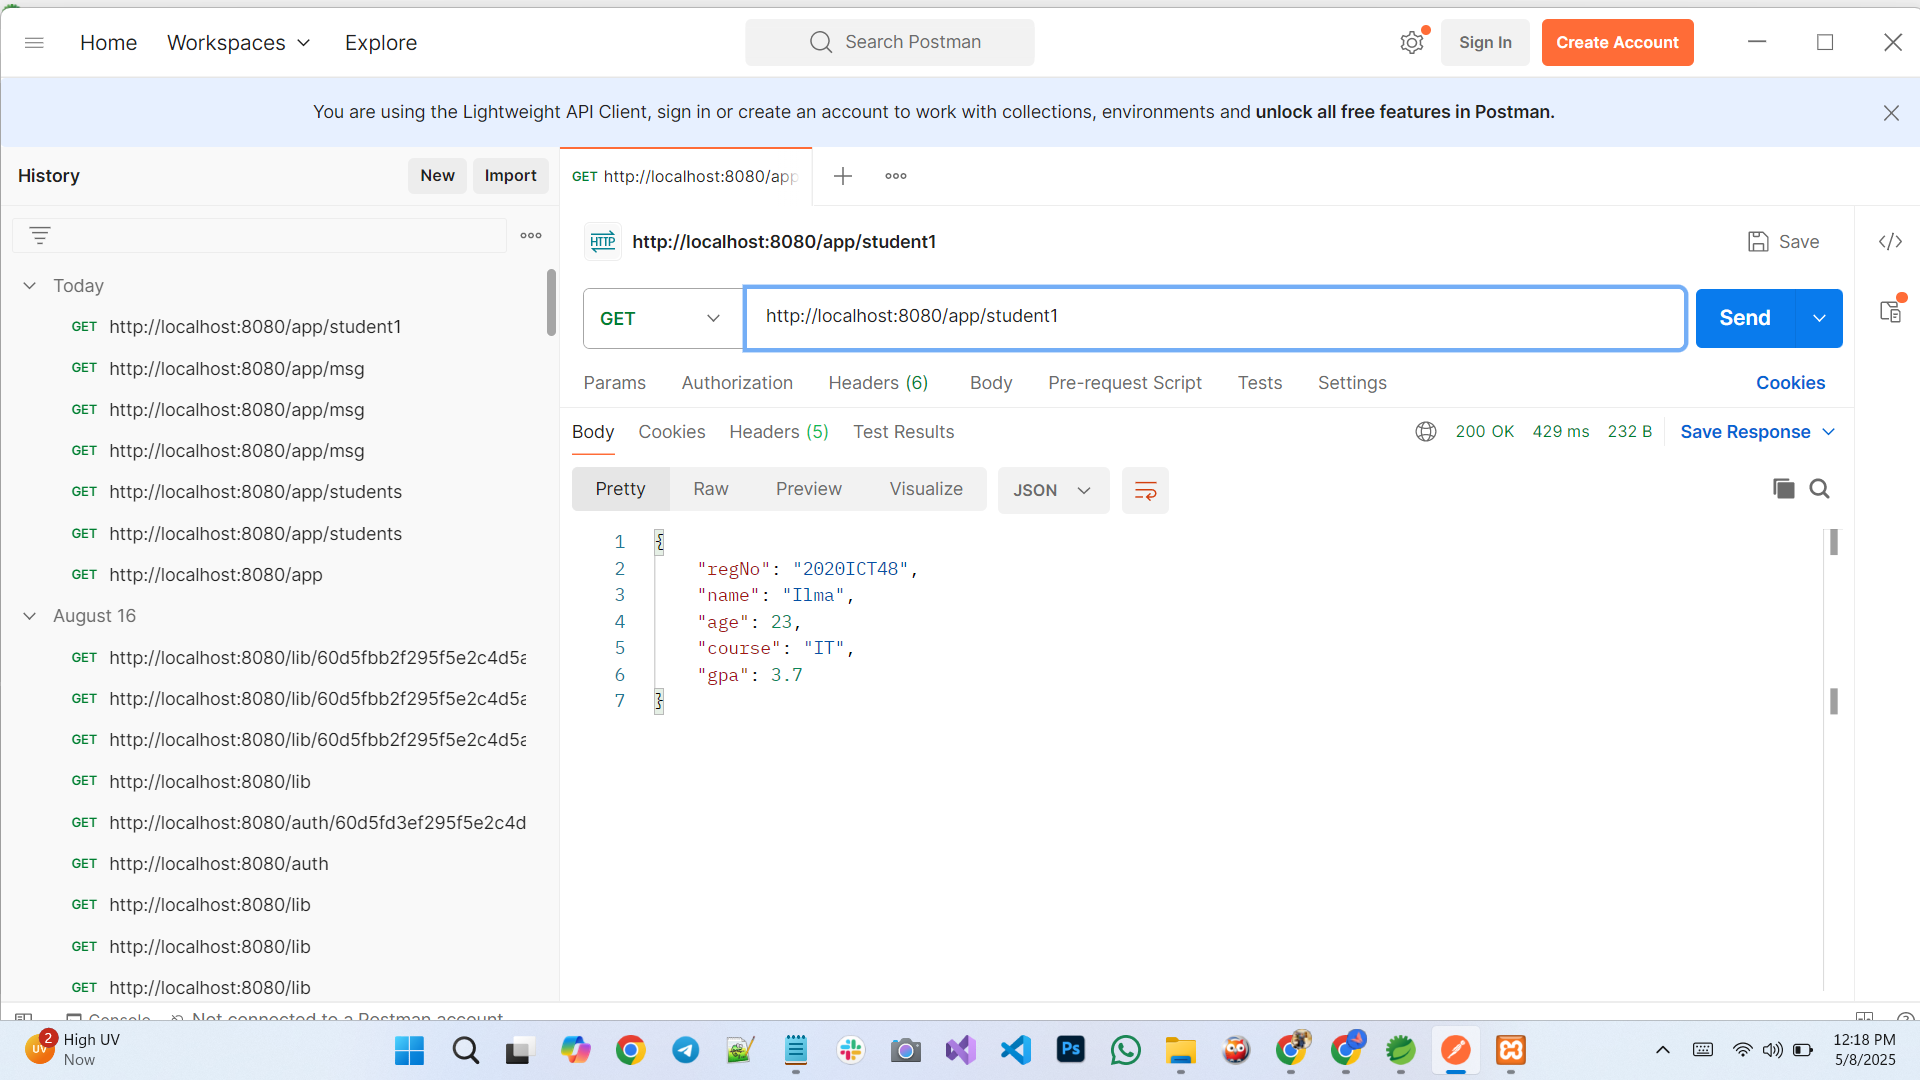 Home Workspaces Explore Search Postman Sign In Create Account
You are using the Lightweight API Client, sign in or create an account to work with collections, environments and unlock all free features in Postman.
History New Import
Today
GET http://localhost:8080/app/student1
GET http://localhost:8080/app/msg
GET http://localhost:8080/app/msg
GET http://localhost:8080/app/msg
GET http://localhost:8080/app/students
GET http://localhost:8080/app/students
GET http://localhost:8080/app
August 16
GET http://localhost:8080/lib/60d5fbb2f295f5e2c4d5a
GET http://localhost:8080/lib/60d5fbb2f295f5e2c4d5a
GET http://localhost:8080/lib/60d5fbb2f295f5e2c4d5a
GET http://localhost:8080/lib
GET http://localhost:8080/auth/60d5fd3ef295f5e2c4d
GET http://localhost:8080/auth
GET http://localhost:8080/lib
GET http://localhost:8080/lib
GET http://localhost:8080/lib
GET http://localhost:8080/app
HTTP http://localhost:8080/app/student1 Save
GET http://localhost:8080/app/student1 Send
Params Authorization Headers (6) Body Pre-request Script Tests Settings Cookies
Body Cookies Headers (5) Test Results 200 OK 429 ms 232 B Save Response
Pretty Raw Preview Visualize JSON
1 {
2 "regNo": "2020ICT48",
3 "name": "Ilma",
4 "age": 23,
5 "course": "IT",
6 "gpa": 3.7
7 }
Console Not connected to a Postman account
UV 2 High UV
Now
Ps
12:18 PM
5/8/2025